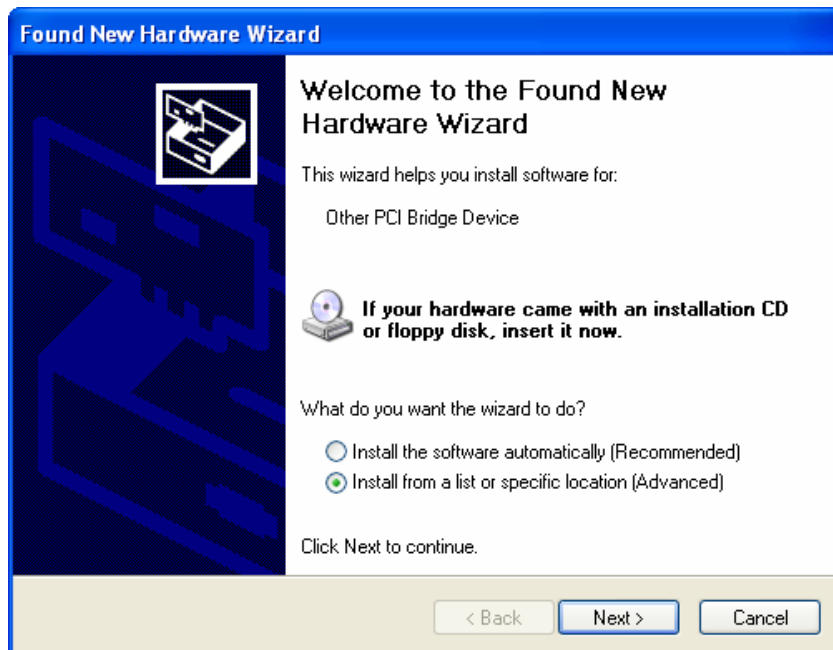 Found New Hardware Wizard
Welcome to the Found New
Hardware Wizard
This wizard helps you install software for:
Other PCI Bridge Device
If your hardware came with an installation CD
or floppy disk, insert it now.
What do you want the wizard to do?
Install the software automatically (Recommended)
Install from a list or specific location (Advanced)
Click Next to continue.
< Back Next > Cancel